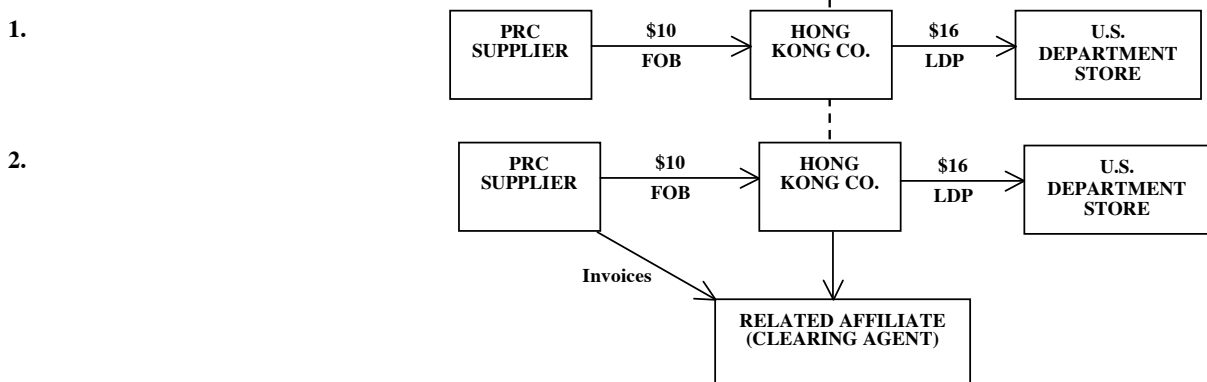 1.
PRC
SUPPLIER
$10
FOB
HONG
KONG CO.
$16
LDP
U.S.
DEPARTMENT
STORE
2.
PRC
SUPPLIER
$10
FOB
HONG
KONG CO.
$16
LDP
U.S.
DEPARTMENT
STORE
Invoices
RELATED AFFILIATE
(CLEARING AGENT)